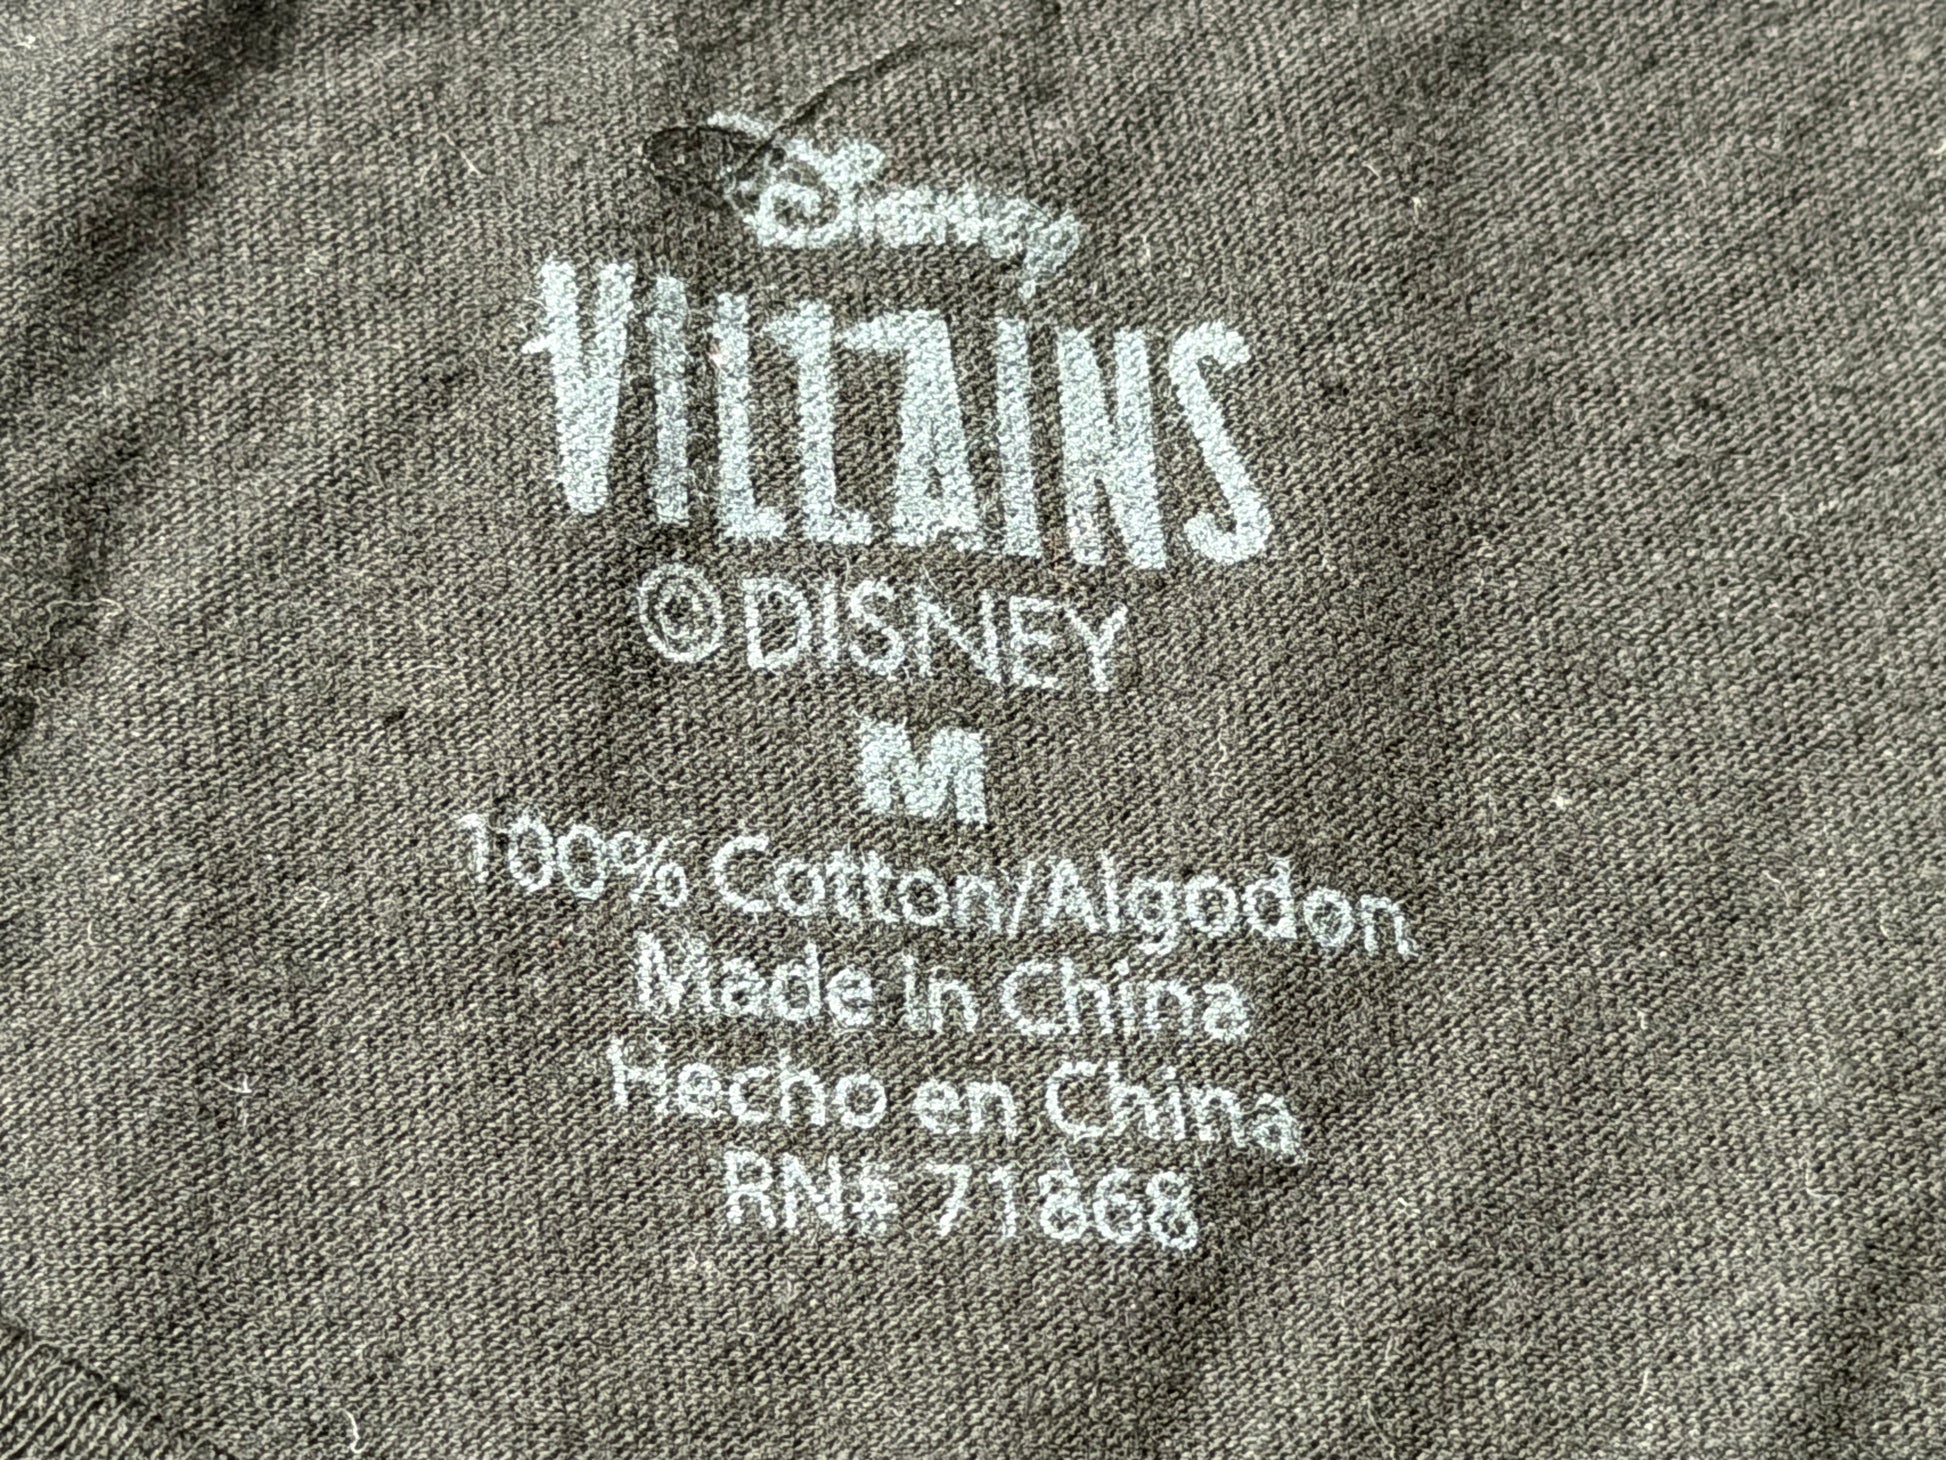 Disney
VILLAINS
©DISNEY
M
100% Cotton/Algodon
Made In China
Hecho en China
RN# 71868